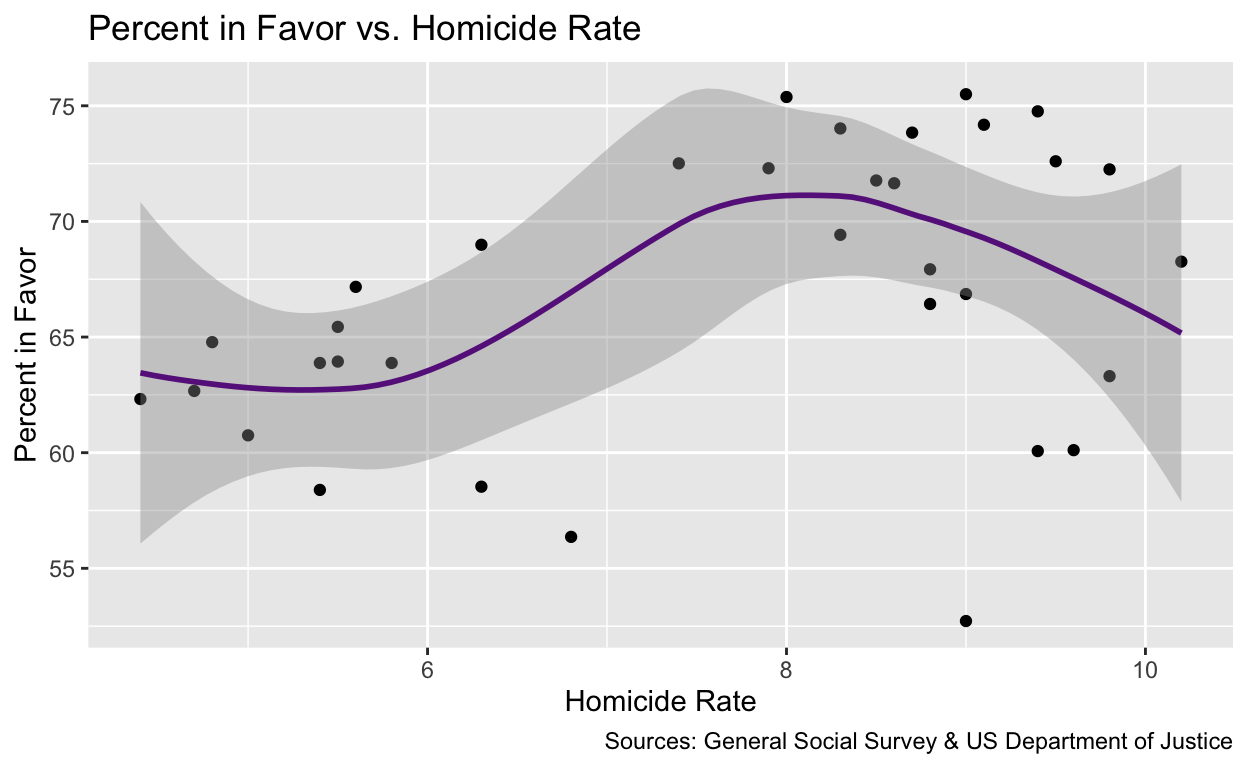 Percent in Favor vs. Homicide Rate
75
70
65
60
55
Percent in Favor
6
8
10
Homicide Rate
Sources: General Social Survey & US Department of Justice